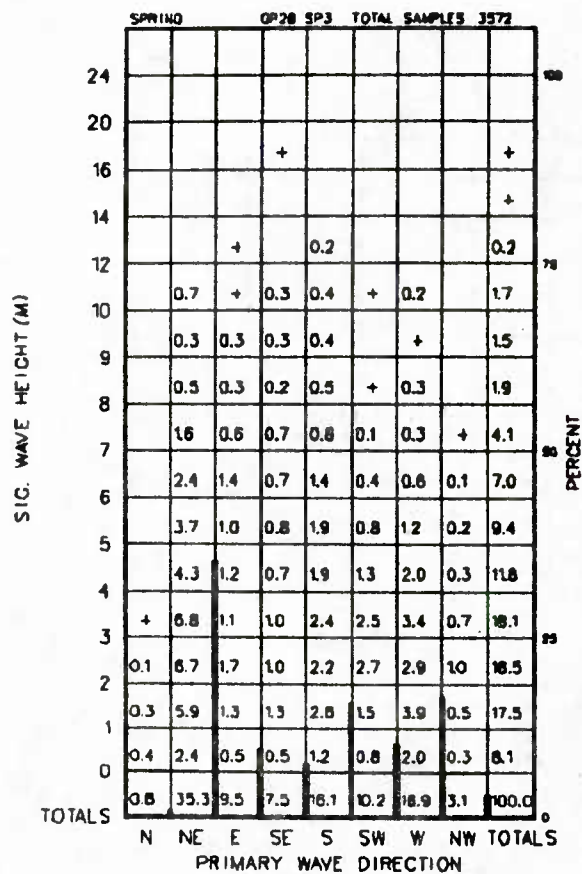 SPRING OP20 SP3 TOTAL SAMPLES 3572
24 100
20
+ +
16
+
14
+ 0.2 0.2
12 75
0.7 + 0.3 0.4 + 0.2 1.7
10
0.3 0.3 0.3 0.4 + 1.5
9
0.5 0.3 0.2 0.5 + 0.3 1.9
8
1.6 0.6 0.7 0.8 0.1 0.3 + 4.1
7 50
2.4 1.4 0.7 1.4 0.4 0.6 0.1 7.0
6
3.7 1.0 0.8 1.9 0.8 1.2 0.2 9.4
5
4.3 1.2 0.7 1.9 1.3 2.0 0.3 11.8
4
+ 6.8 1.1 1.0 2.4 2.5 3.4 0.7 18.1
3 25
0.1 6.7 1.7 1.0 2.2 2.7 2.9 1.0 18.5
2
0.3 5.9 1.3 1.3 2.8 1.5 3.9 0.5 17.5
1
0.4 2.4 0.5 0.5 1.2 0.8 2.0 0.3 8.1
0
0.8 35.3 9.5 7.5 16.1 10.2 16.9 3.1 100.0
TOTALS 0
N NE E SE S SW W NW TOTALS
PRIMARY WAVE DIRECTION
SIG. WAVE HEIGHT (M)
PERCENT